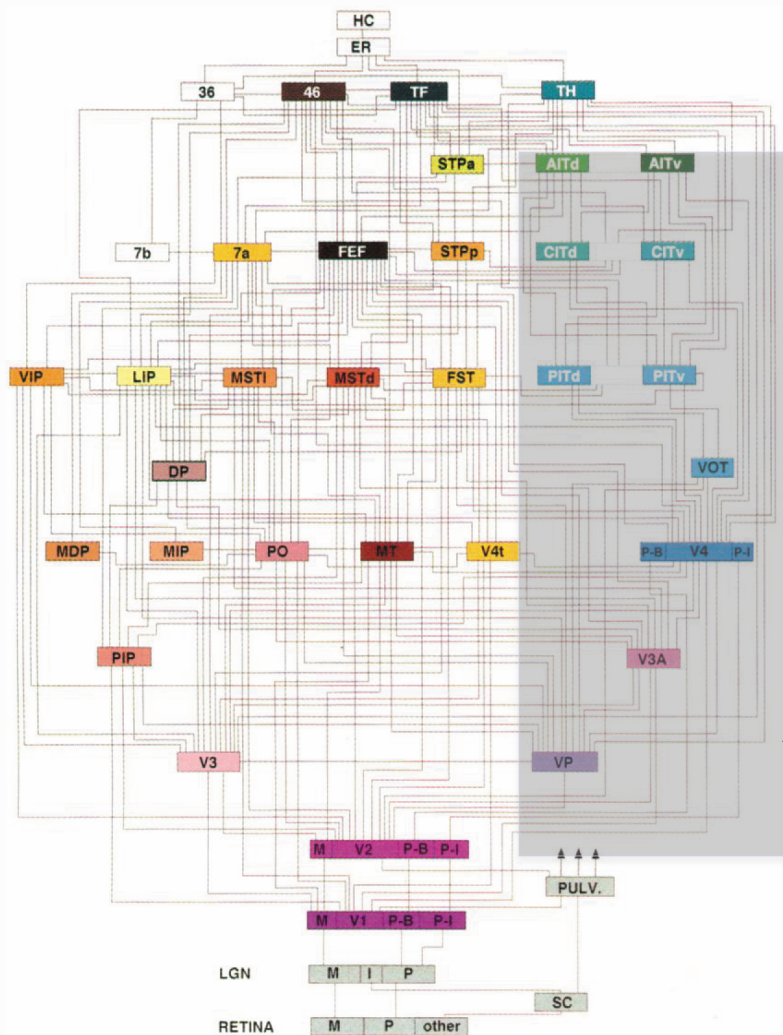 HC
ER
36 46 TF TH
STPa AITd AITv
7b 7a FEF STPp CITd CITv
VIP LIP MSTl MSTd FST PITd PITv
DP VOT
MDP MIP PO MT V4t P-B V4 P-I
PIP V3A
V3 VP
M V2 P-B P-I
PULV.
M V1 P-B P-I
LGN M I P
SC
RETINA M P other